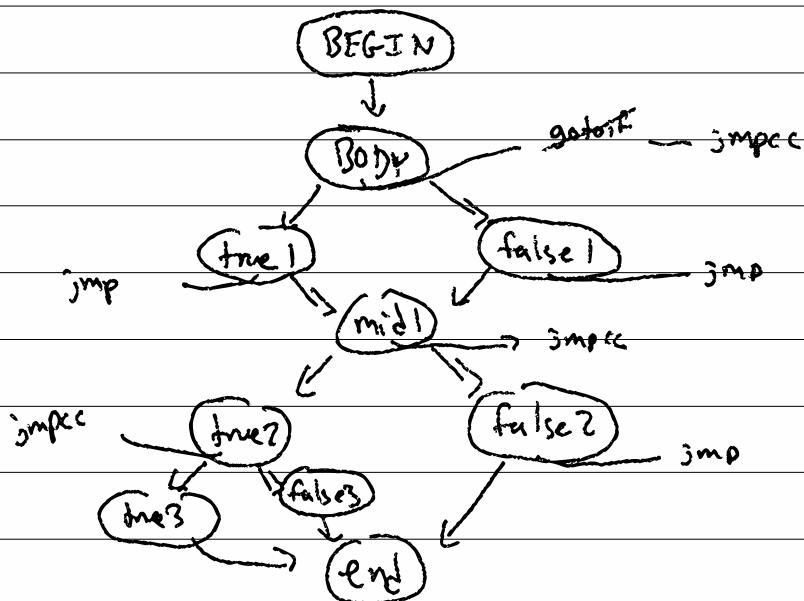 BEGIN
BODY
gotoif jmpcc
true1
false1
jmp
jmp
mid1
jmpcc
jmpcc
true2
false2
jmp
true3
false3
end